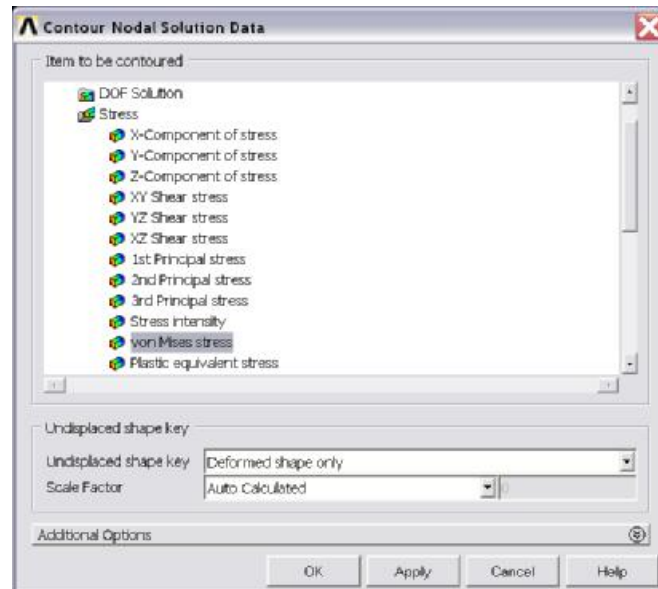 Contour Nodal Solution Data
Item to be contoured
DOF Solution
Stress
X-Component of stress
Y-Component of stress
Z-Component of stress
XY Shear stress
YZ Shear stress
XZ Shear stress
1st Principal stress
2nd Principal stress
3rd Principal stress
Stress intensity
von Mises stress
Plastic equivalent stress
Undisplaced shape key
Undisplaced shape key Deformed shape only
Scale Factor Auto Calculated 0
Additional Options
OK Apply Cancel Help